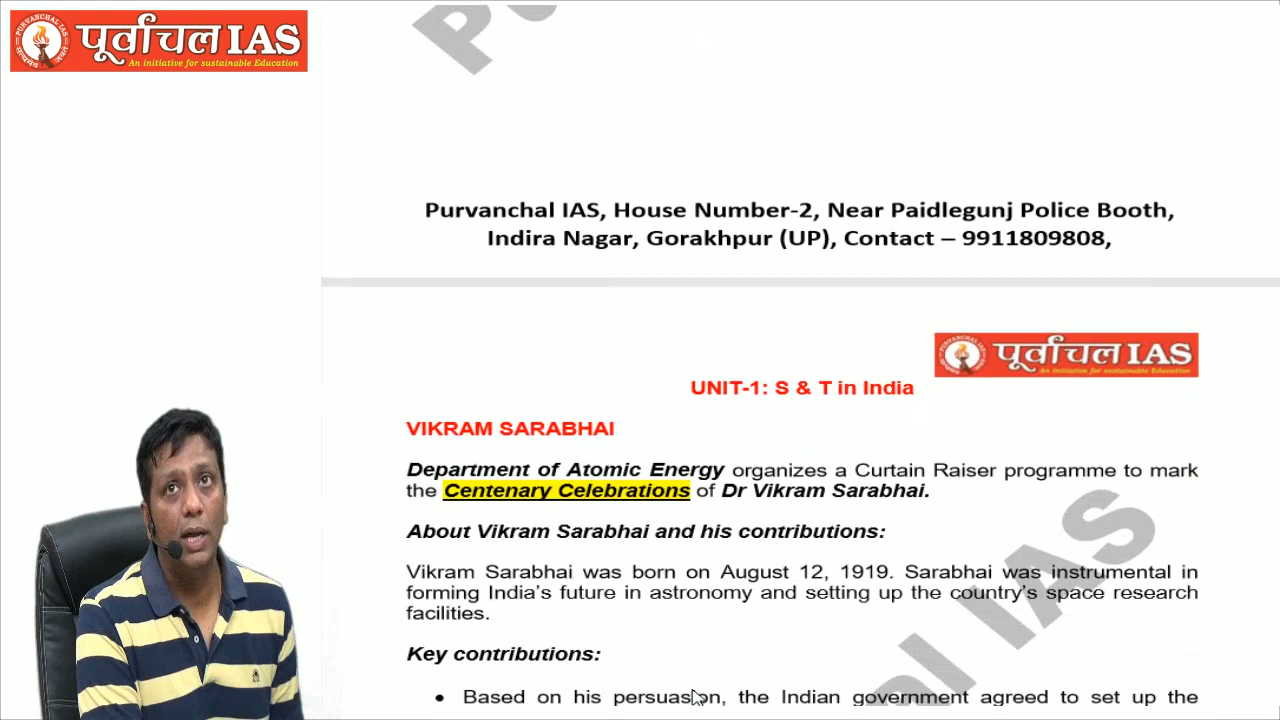 पूर्वांचल IAS
An initiative for sustainable Education
Purvanchal IAS, House Number-2, Near Paidlegunj Police Booth,
Indira Nagar, Gorakhpur (UP), Contact – 9911809808,
पूर्वांचल IAS
An initiative for sustainable Education
UNIT-1: S & T in India
VIKRAM SARABHAI
Department of Atomic Energy organizes a Curtain Raiser programme to mark
the Centenary Celebrations of Dr Vikram Sarabhai.
About Vikram Sarabhai and his contributions:
Vikram Sarabhai was born on August 12, 1919. Sarabhai was instrumental in
forming India's future in astronomy and setting up the country's space research
facilities.
Key contributions:
• Based on his persuasion, the Indian government agreed to set up the
IAS